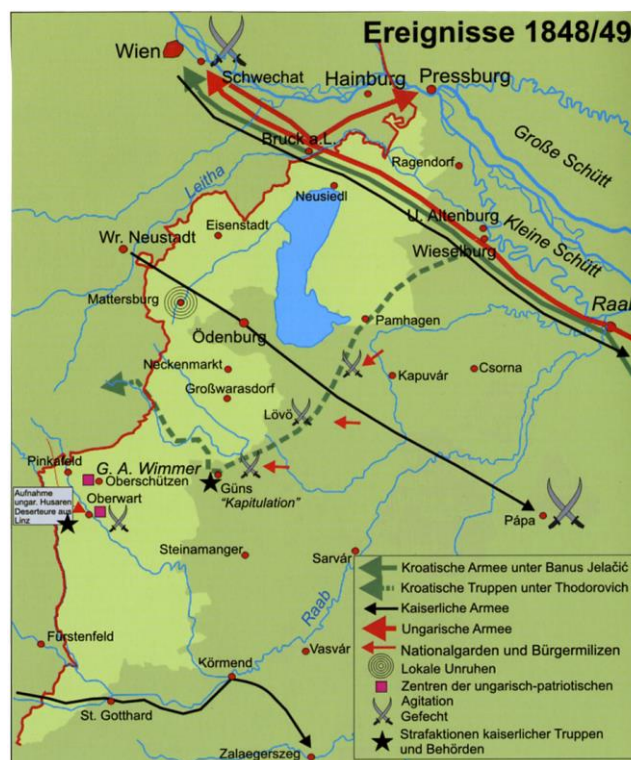 Ereignisse 1848/49
Wien
Schwechat
Hainburg
Pressburg
Bruck a.L.
Große Schütt
Leitha
Ragendorf
Neusiedl
Eisenstadt
U. Altenburg
Kleine Schütt
Wr. Neustadt
Wieselburg
Mattersburg
Raab
Ödenburg
Pamhagen
Neckenmarkt
Kapuvár
Csorna
Großwarasdorf
Lövö
Pinkafeld
G. A. Wimmer
Oberschützen
Güns
"Kapitulation"
Aufnahme
ungar. Husaren
Deserteure aus
Linz
Oberwart
Pápa
Steinamanger
Sárvár
Raab
Fürstenfeld
Vasvár
Körmend
St. Gotthard
Zalaegerszeg
Kroatische Armee unter Banus Jelačić
Kroatische Truppen unter Thodorovich
Kaiserliche Armee
Ungarische Armee
Nationalgarden und Bürgermilizen
Lokale Unruhen
Zentren der ungarisch-patriotischen
Agitation
Gefecht
Strafaktionen kaiserlicher Truppen
und Behörden